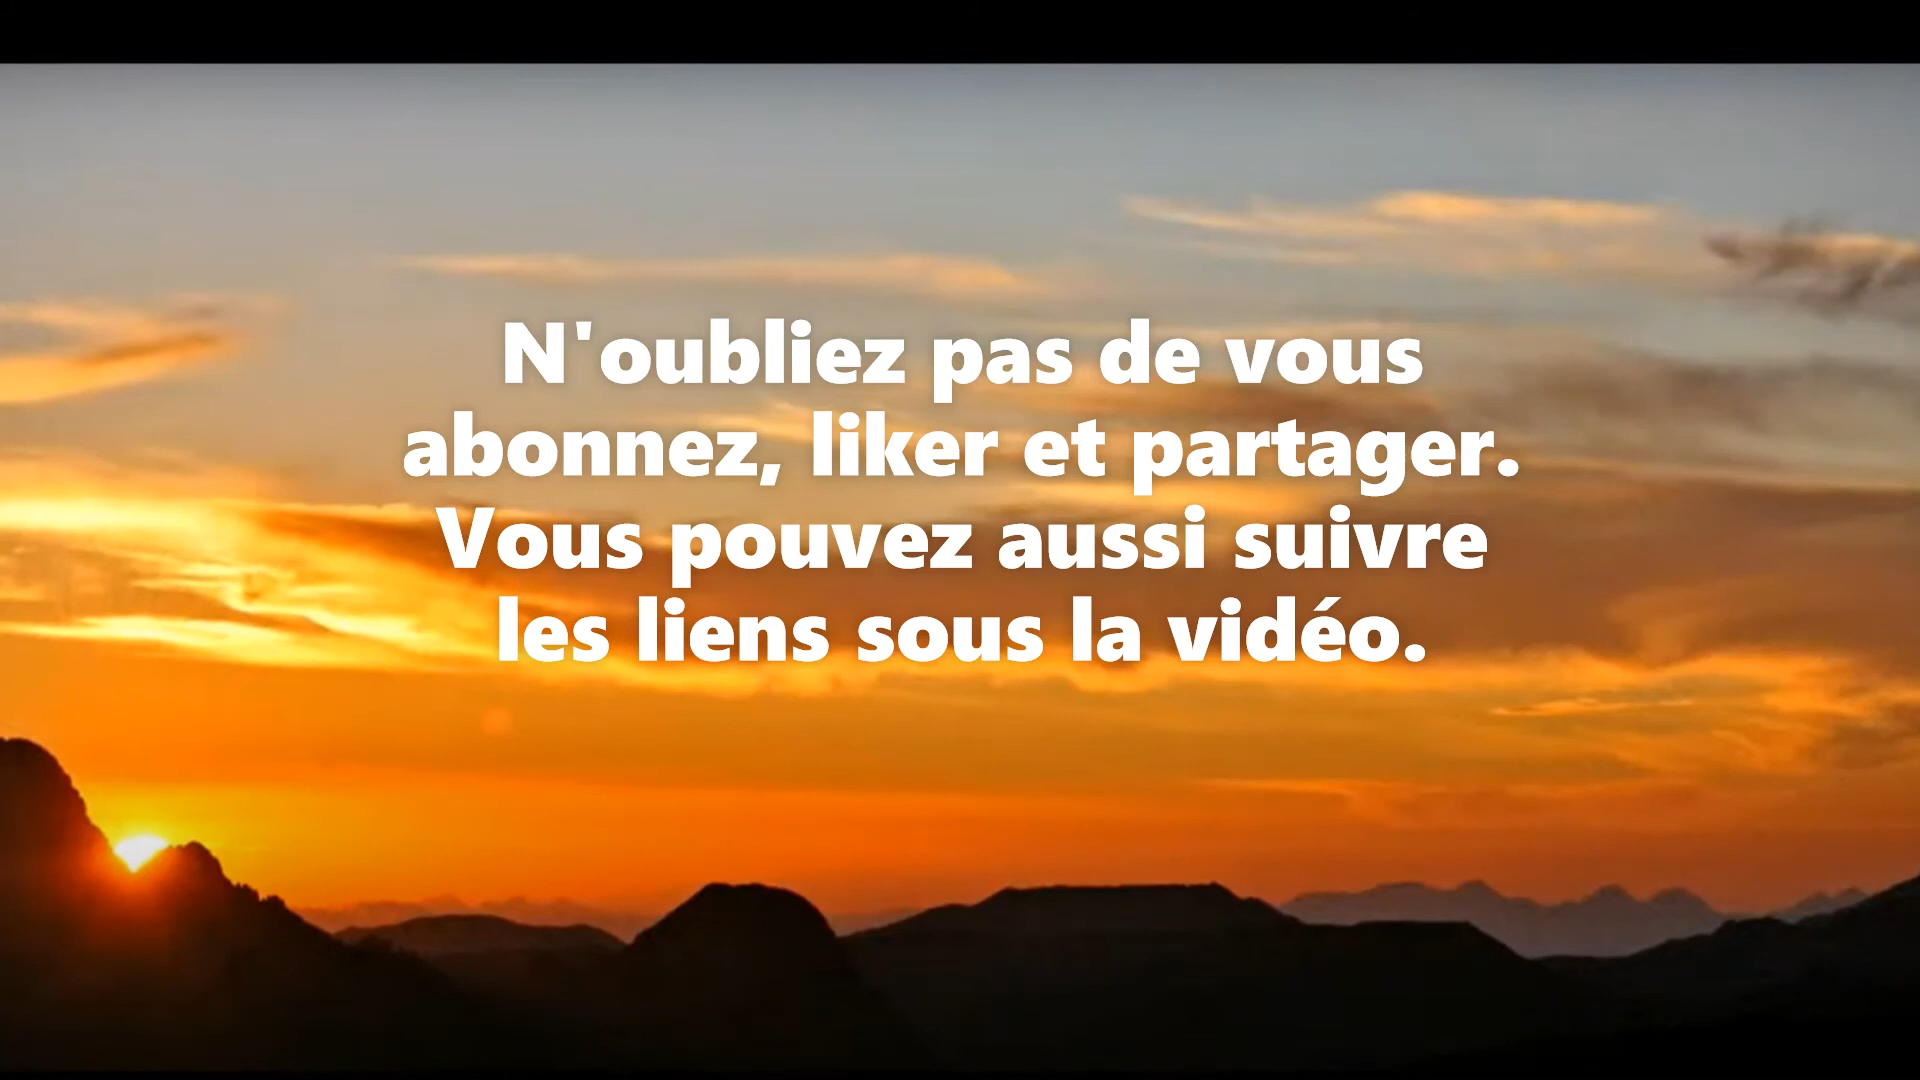 N'oubliez pas de vous
abonnez, liker et partager.
Vous pouvez aussi suivre
les liens sous la vidéo.